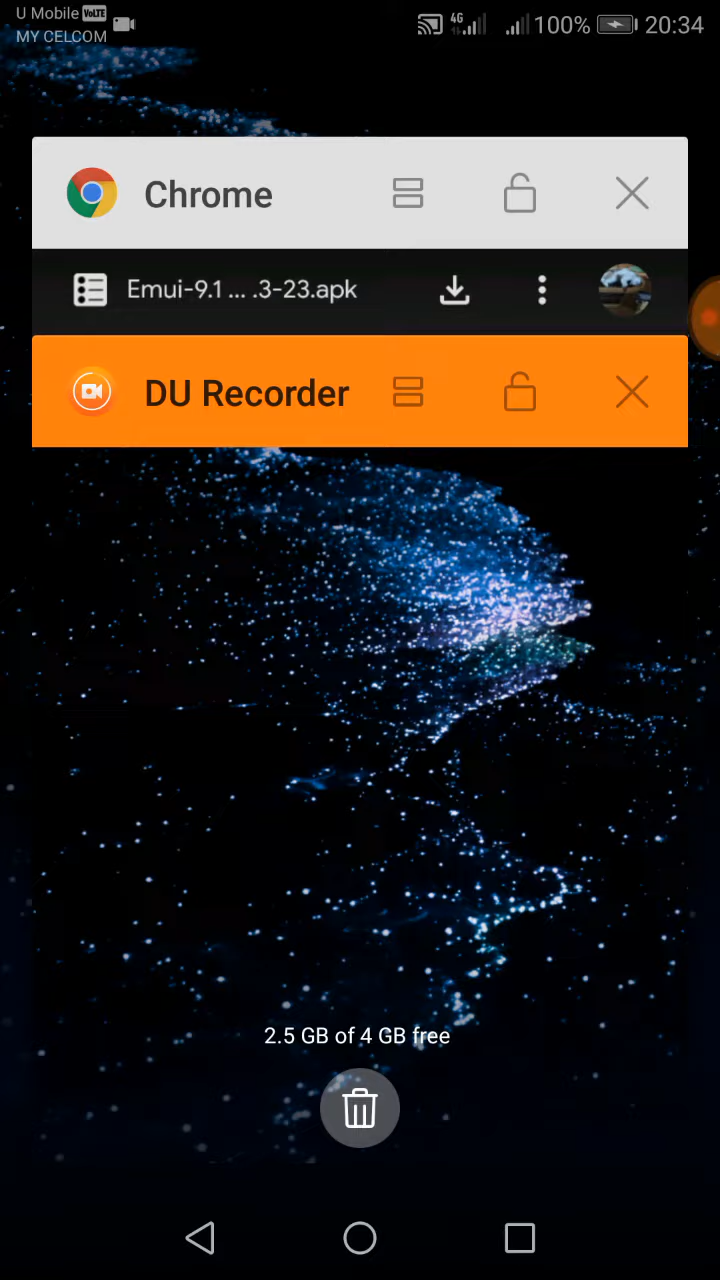 U Mobile VoLTE
MY CELCOM
4G
100%
20:34
Chrome
Emui-9.1 ... .3-23.apk
DU Recorder
2.5 GB of 4 GB free